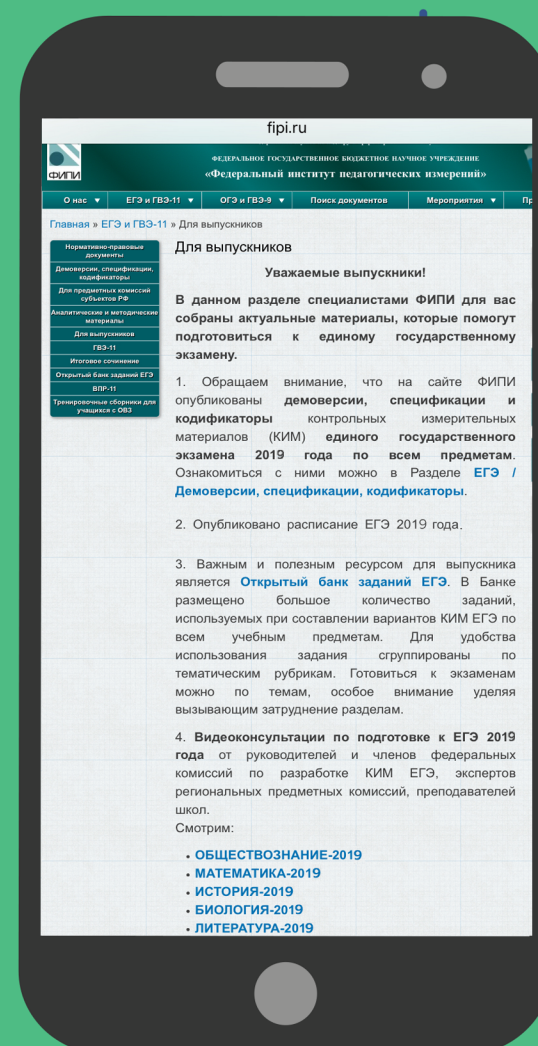 fipi.ru
ФИПИ
ФЕДЕРАЛЬНОЕ ГОСУДАРСТВЕННОЕ БЮДЖЕТНОЕ НАУЧНОЕ УЧРЕЖДЕНИЕ
«Федеральный институт педагогических измерений»
О нас ▼ ЕГЭ и ГВЭ-11 ▼ ОГЭ и ГВЭ-9 ▼ Поиск документов Мероприятия ▼ Пр
Главная » ЕГЭ и ГВЭ-11 » Для выпускников
Нормативно-правовые
документы
Демоверсии, спецификации,
кодификаторы
Для предметных комиссий
субъектов РФ
Аналитические и методические
материалы
Для выпускников
ГВЭ-11
Итоговое сочинение
Открытый банк заданий ЕГЭ
ВПР-11
Тренировочные сборники для
учащихся с ОВЗ
Для выпускников
Уважаемые выпускники!
В данном разделе специалистами ФИПИ для вас
собраны актуальные материалы, которые помогут
подготовиться к единому государственному
экзамену.
1. Обращаем внимание, что на сайте ФИПИ
опубликованы демоверсии, спецификации и
кодификаторы контрольных измерительных
материалов (КИМ) единого государственного
экзамена 2019 года по всем предметам.
Ознакомиться с ними можно в Разделе ЕГЭ /
Демоверсии, спецификации, кодификаторы.
2. Опубликовано расписание ЕГЭ 2019 года.
3. Важным и полезным ресурсом для выпускника
является Открытый банк заданий ЕГЭ. В Банке
размещено большое количество заданий,
используемых при составлении вариантов КИМ ЕГЭ по
всем учебным предметам. Для удобства
использования задания сгруппированы по
тематическим рубрикам. Готовиться к экзаменам
можно по темам, особое внимание уделяя
вызывающим затруднение разделам.
4. Видеоконсультации по подготовке к ЕГЭ 2019
года от руководителей и членов федеральных
комиссий по разработке КИМ ЕГЭ, экспертов
региональных предметных комиссий, преподавателей
школ.
Смотрим:
• ОБЩЕСТВОЗНАНИЕ-2019
• МАТЕМАТИКА-2019
• ИСТОРИЯ-2019
• БИОЛОГИЯ-2019
• ЛИТЕРАТУРА-2019